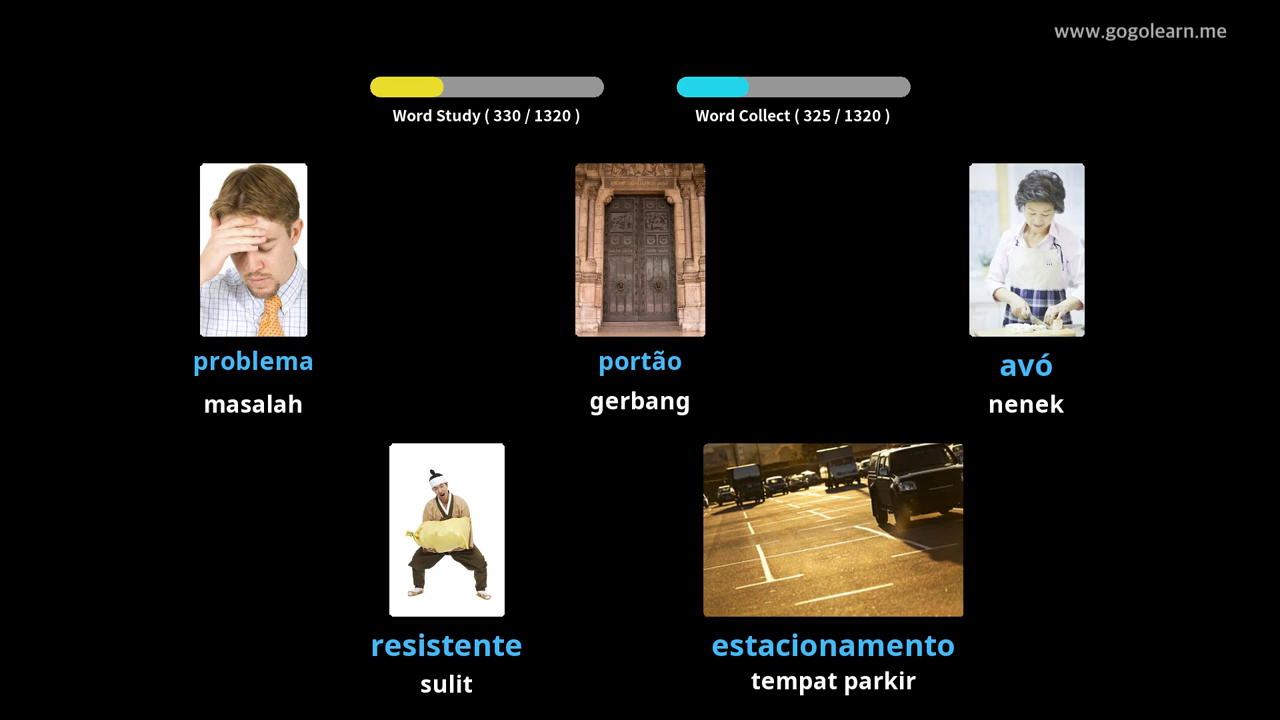 www.gogolearn.me
Word Study ( 330 / 1320 )
Word Collect ( 325 / 1320 )
problema
masalah
portão
gerbang
avó
nenek
resistente
sulit
estacionamento
tempat parkir